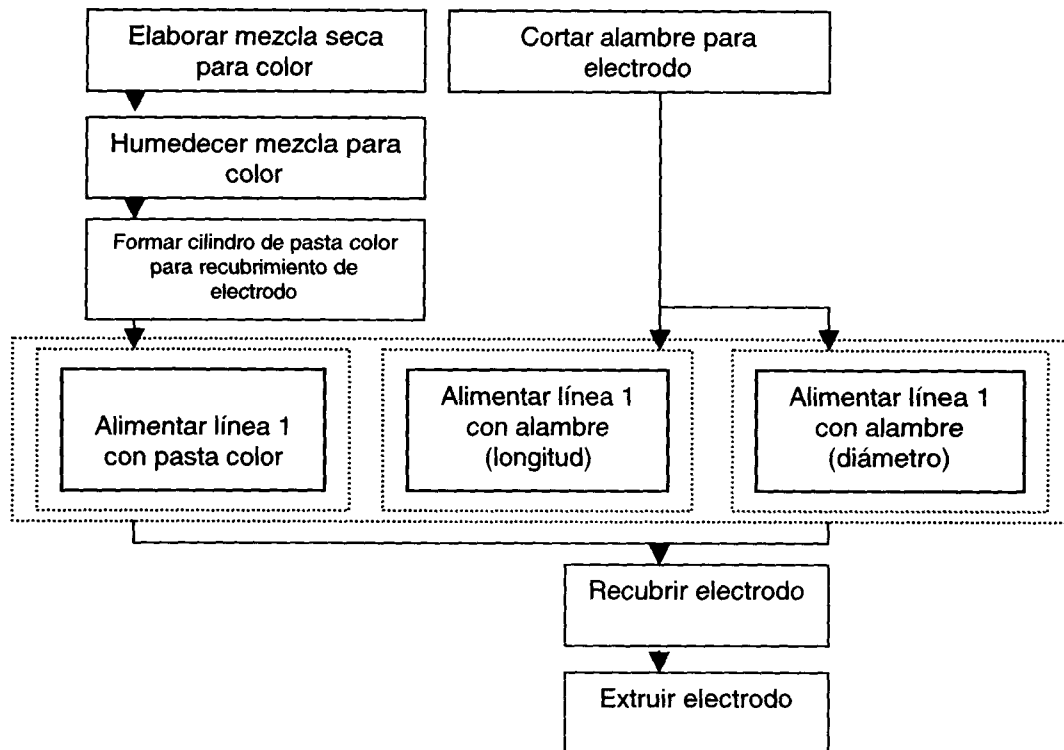 Elaborar mezcla seca
para color
Cortar alambre para
electrodo
Humedecer mezcla para
color
Formar cilindro de pasta color
para recubrimiento de
electrodo
Alimentar línea 1
con pasta color
Alimentar línea 1
con alambre
(longitud)
Alimentar línea 1
con alambre
(diámetro)
Recubrir electrodo
Extruir electrodo